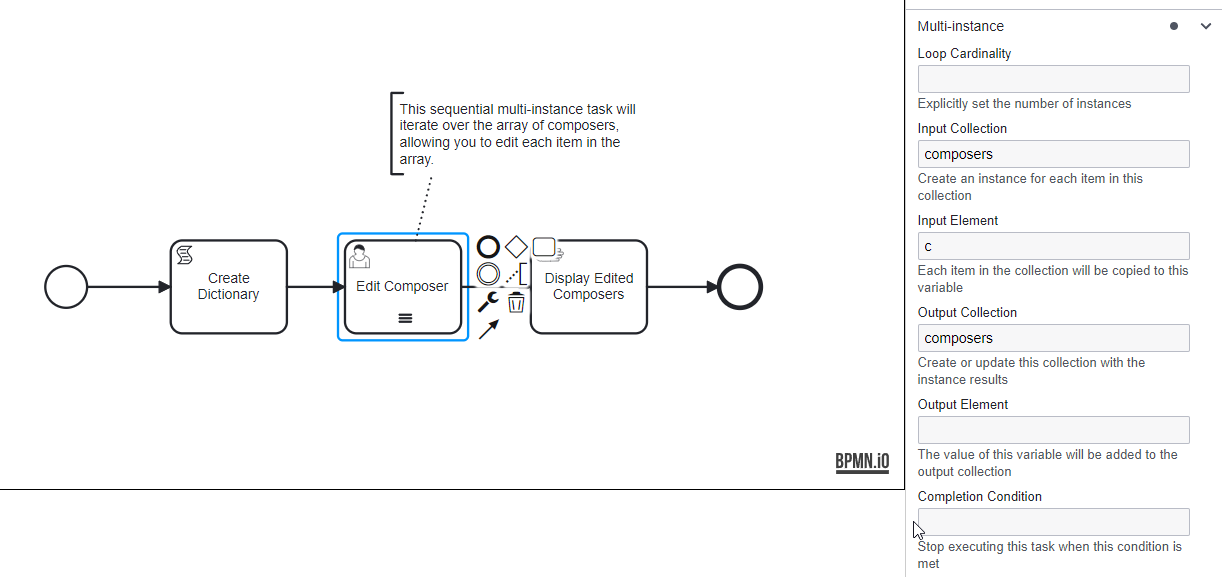 This sequential multi-instance task will
iterate over the array of composers,
allowing you to edit each item in the
array.
Create
Dictionary
Edit Composer
Display Edited
Composers
BPMN.iO
Multi-instance
Loop Cardinality
Explicitly set the number of instances
Input Collection
composers
Create an instance for each item in this
collection
Input Element
c
Each item in the collection will be copied to this
variable
Output Collection
composers
Create or update this collection with the
instance results
Output Element
The value of this variable will be added to the
output collection
Completion Condition
Stop executing this task when this condition is
met